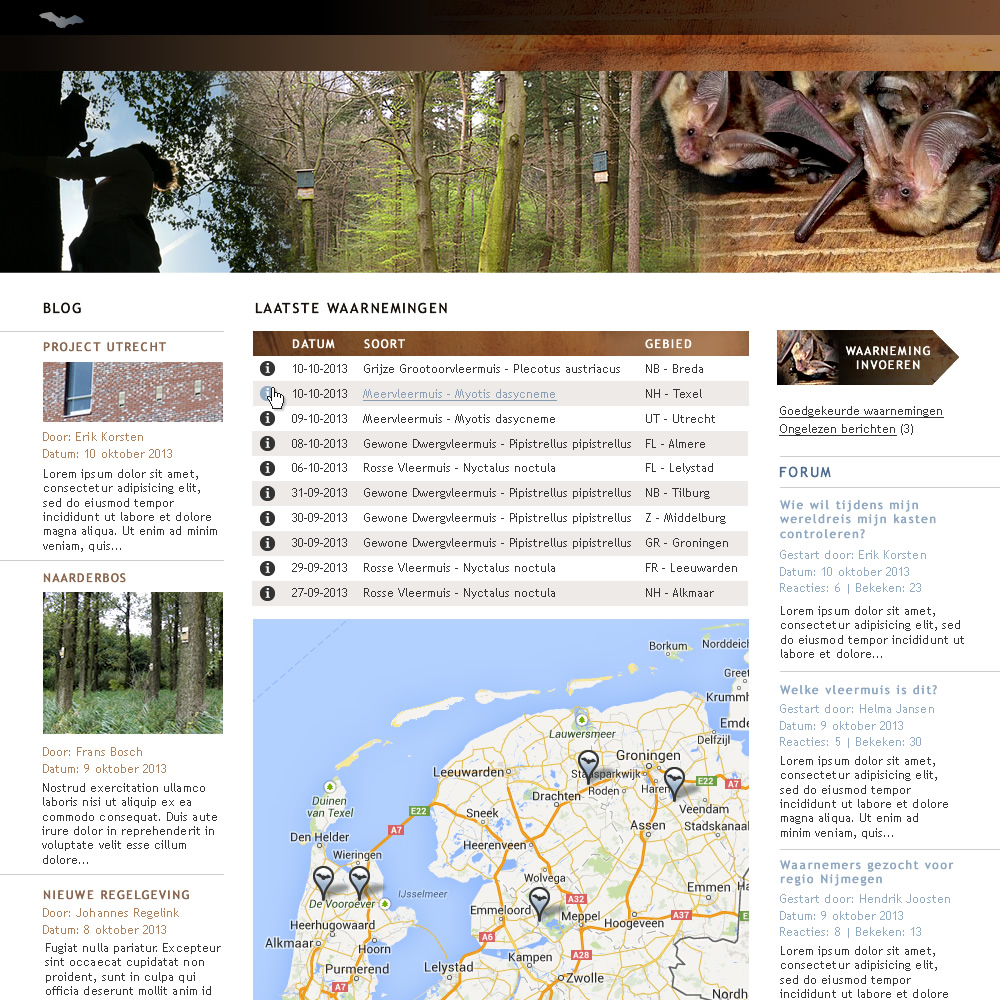 BLOG
PROJECT UTRECHT
Door: Erik Korsten
Datum: 10 oktober 2013
Lorem ipsum dolor sit amet,
consectetur adipisicing elit,
sed do eiusmod tempor
incididunt ut labore et dolore
magna aliqua. Ut enim ad minim
veniam, quis...
NAARDERBOS
Door: Frans Bosch
Datum: 9 oktober 2013
Nostrud exercitation ullamco
laboris nisi ut aliquip ex ea
commodo consequat. Duis aute
irure dolor in reprehenderit in
voluptate velit esse cillum
dolore...
NIEUWE REGELGEVING
Door: Johannes Regelink
Datum: 8 oktober 2013
Fugiat nulla pariatur. Excepteur
sint occaecat cupidatat non
proident, sunt in culpa qui
officia deserunt mollit anim id
LAATSTE WAARNEMINGEN
DATUM SOORT GEBIED
10-10-2013 Grijze Grootoorvleermuis - Plecotus austriacus NB - Breda
10-10-2013 Meervleermuis - Myotis dasycneme NH - Texel
09-10-2013 Meervleermuis - Myotis dasycneme UT - Utrecht
08-10-2013 Gewone Dwergvleermuis - Pipistrellus pipistrellus FL - Almere
06-10-2013 Rosse Vleermuis - Nyctalus noctula FL - Lelystad
31-09-2013 Gewone Dwergvleermuis - Pipistrellus pipistrellus NB - Tilburg
30-09-2013 Gewone Dwergvleermuis - Pipistrellus pipistrellus Z - Middelburg
30-09-2013 Gewone Dwergvleermuis - Pipistrellus pipistrellus GR - Groningen
29-09-2013 Rosse Vleermuis - Nyctalus noctula FR - Leeuwarden
27-09-2013 Rosse Vleermuis - Nyctalus noctula NH - Alkmaar
Borkum Norddeich
Greet
Krummh
Lauwersmeer Emde
Delfzijl
Groningen
Leeuwarden Stadsparkwijk
E22 A7
Duinen
van Texel
Drachten Roden Haren
E22 Sneek Veendam
A7 Assen Stadskanaal
Den Helder
Heerenveen
Wieringen
Wolvega
Emmen
De Vooroever IJsselmeer A32
Emmeloord Meppel A37
Heerhugowaard Hoogeveen
Alkmaar A6
Hoorn Kampen A28
Purmerend Lelystad
A7 Zwolle
Nordh
WAARNEMING
INVOEREN
Goedgekeurde waarnemingen
Ongelezen berichten (3)
FORUM
Wie wil tijdens mijn
wereldreis mijn kasten
controleren?
Gestart door: Erik Korsten
Datum: 10 oktober 2013
Reacties: 6 | Bekeken: 23
Lorem ipsum dolor sit amet,
consectetur adipisicing elit, sed
do eiusmod tempor incididunt ut
labore et dolore...
Welke vleermuis is dit?
Gestart door: Helma Jansen
Datum: 9 oktober 2013
Reacties: 5 | Bekeken: 30
Lorem ipsum dolor sit amet,
consectetur adipisicing elit,
sed do eiusmod tempor
incididunt ut labore et dolore
magna aliqua. Ut enim ad
minim veniam, quis...
Waarnemers gezocht voor
regio Nijmegen
Gestart door: Hendrik Joosten
Datum: 9 oktober 2013
Reacties: 8 | Bekeken: 13
Lorem ipsum dolor sit amet,
consectetur adipisicing elit,
sed do eiusmod tempor
incididunt ut labore et dolore